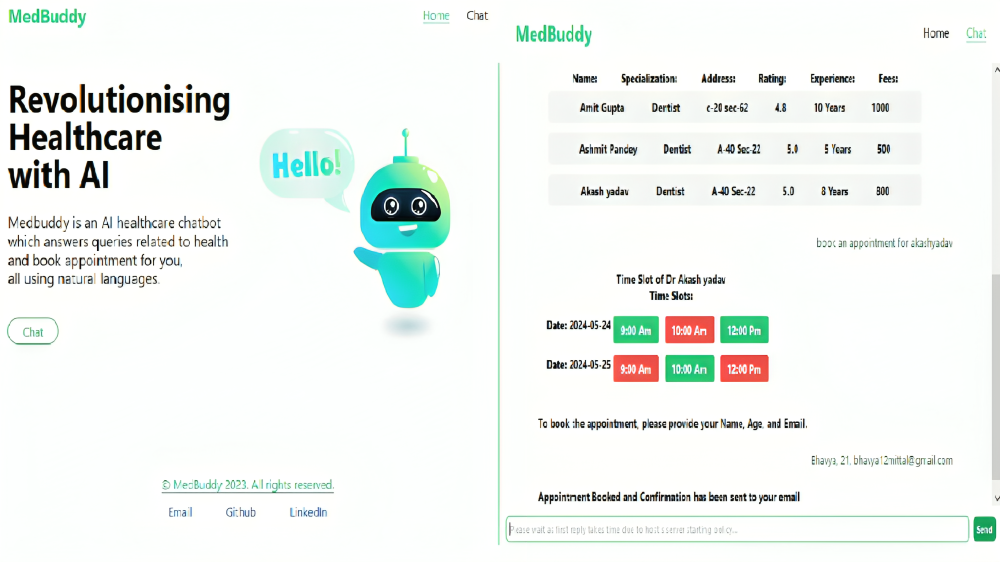 MedBuddy
Home Chat
Revolutionising
Healthcare
with AI
Hello!
Medbuddy is an AI healthcare chatbot
which answers queries related to health
and book appointment for you,
all using natural languages.
Chat
© MedBuddy 2023. All rights reserved.
Email Github LinkedIn
MedBuddy
Home Chat
Name: Specialization: Address: Rating: Experience: Fees:
Amit Gupta Dentist c-20 sec-62 4.8 10 Years 1000
Ashmit Pandey Dentist A-40 Sec-22 5.0 5 Years 500
Akash yadav Dentist A-40 Sec-22 5.0 8 Years 800
book an appointment for akashyadav
Time Slot of Dr Akash yadav
Time Slots:
Date: 2024-05-24 9:00 Am 10:00 Am 12:00 Pm
Date: 2024-05-25 9:00 Am 10:00 Am 12:00 Pm
To book the appointment, please provide your Name, Age, and Email.
Bhavya, 21, bhavya12mittal@gmail.com
Appointment Booked and Confirmation has been sent to your email
Please wait as first reply takes time due to host's server starting policy...
Send